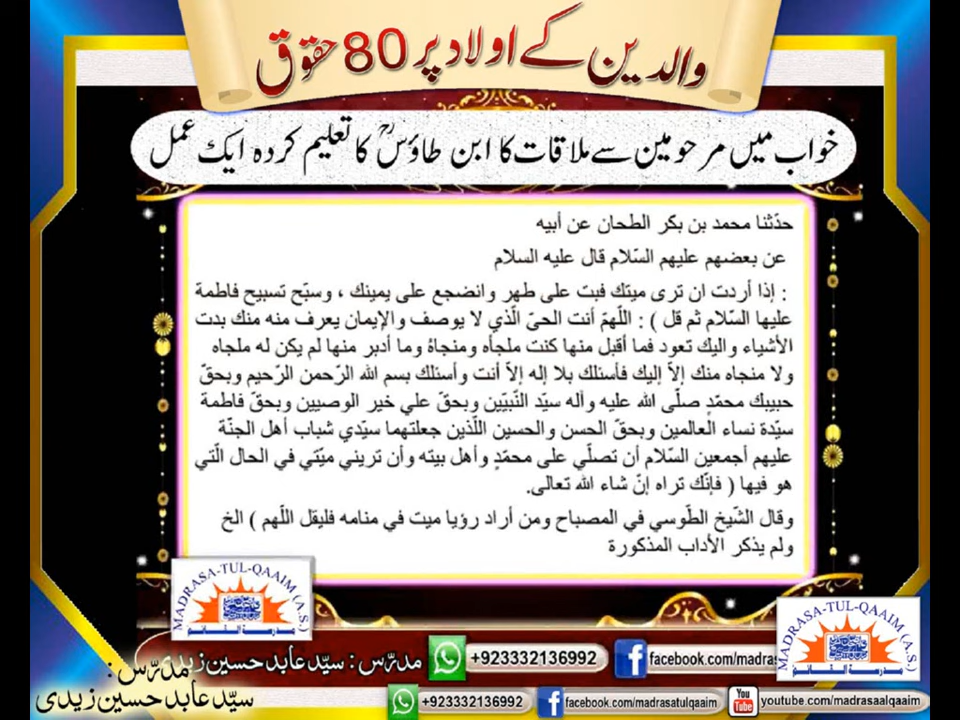 والدین کے اولاد پر 80 حقوق
خواب میں مرحومین سے ملاقات کا ابن طاؤسؒ کا تعلیم کردہ ایک عمل
حدّثنا محمد بن بكر الطحان عن أبيه
عن بعضهم عليهم السّلام قال عليه السلام
: إذا أردت ان ترى ميتك فبت على طهر وانضجع على يمينك ، وسبّح تسبيح فاطمة
عليها السّلام ثم قل ) : اللّهمّ أنت الحىّ الّذي لا يوصف والإيمان يعرف منه منك بدت
الأشياء واليك تعود فما أقبل منها كنت ملجأه ومنجاهُ وما أدبر منها لم يكن له ملجاه
ولا منجاه منك إلاّ إليك فأسئلك بلا إله إلاّ أنت وأسئلك بسم الله الرّحمن الرّحيم وبحقّ
حبيبك محمّدٍ صلّى الله عليه وآله سيّد النّبيّين وبحقّ علي خير الوصيين وبحقّ فاطمة
سيّدة نساء العالمين وبحقّ الحسن والحسين اللّذين جعلتهما سيّدي شباب أهل الجنّة
عليهم أجمعين السّلام أن تصلّي على محمّدٍ وأهل بيته وأن تريني ميّتي في الحال الّتي
هو فيها ( فإنّك تراه إنّ شاء الله تعالى.
وقال الشّيخ الطّوسي في المصباح ومن أراد رؤيا ميت في منامه فليقل اللّهم ) الخ
ولم يذكر الأداب المذكورة
MADRASA-TUL-QAAIM (A.S.)
مدرسة القائم
MADRASA-TUL-QAAIM (A.S.)
مدرسة القائم
مدرّس : سیّد عابد حسین زیدی
+923332136992
facebook.com/madras
مدرّس :
سیّد عابد حسین زیدی
+923332136992
facebook.com/madrasatulqaaim
You Tube
youtube.com/madrasaalqaaim